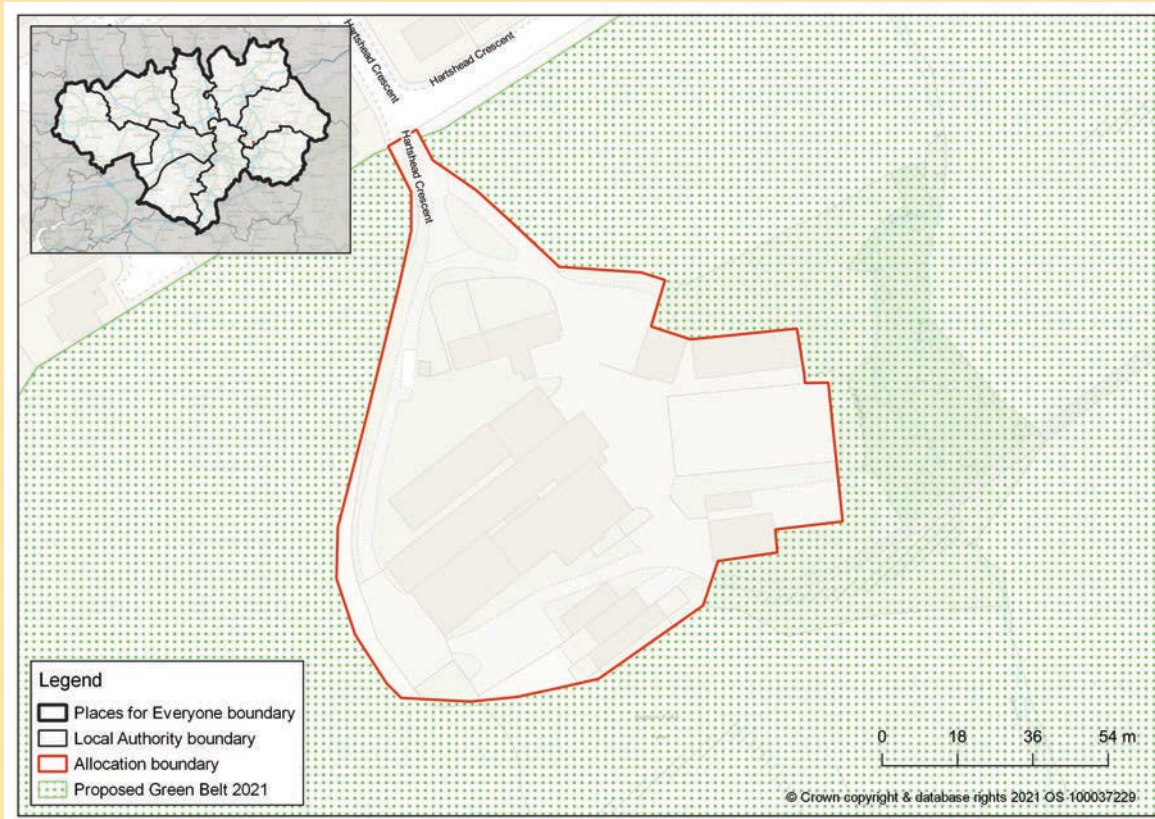 Hartshead Crescent
Hartshead Crescent
Hartshead Crescent
Legend
Places for Everyone boundary
Local Authority boundary
Allocation boundary
Proposed Green Belt 2021
0 18 36 54 m
© Crown copyright & database rights 2021 OS 100037229